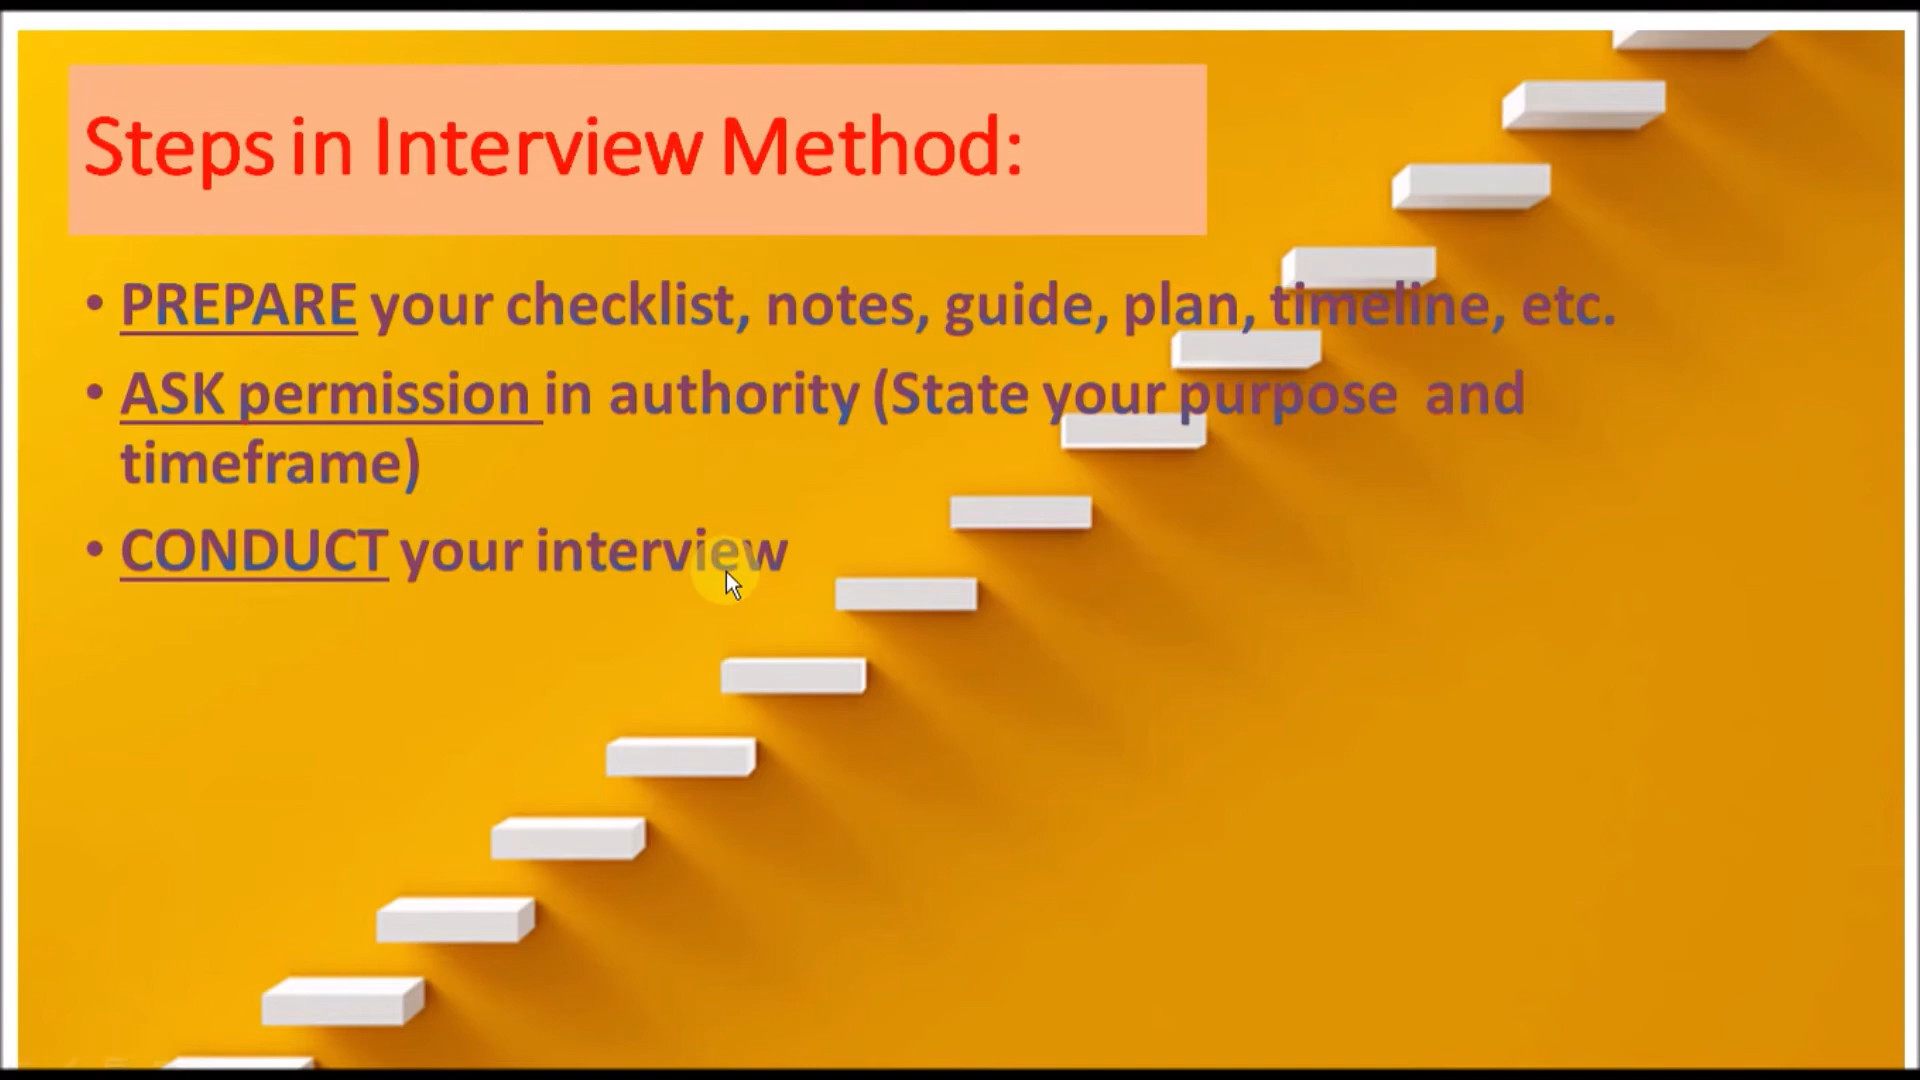 Steps in Interview Method:
• PREPARE your checklist, notes, guide, plan, timeline, etc.
• ASK permission in authority (State your purpose and
timeframe)
• CONDUCT your interview